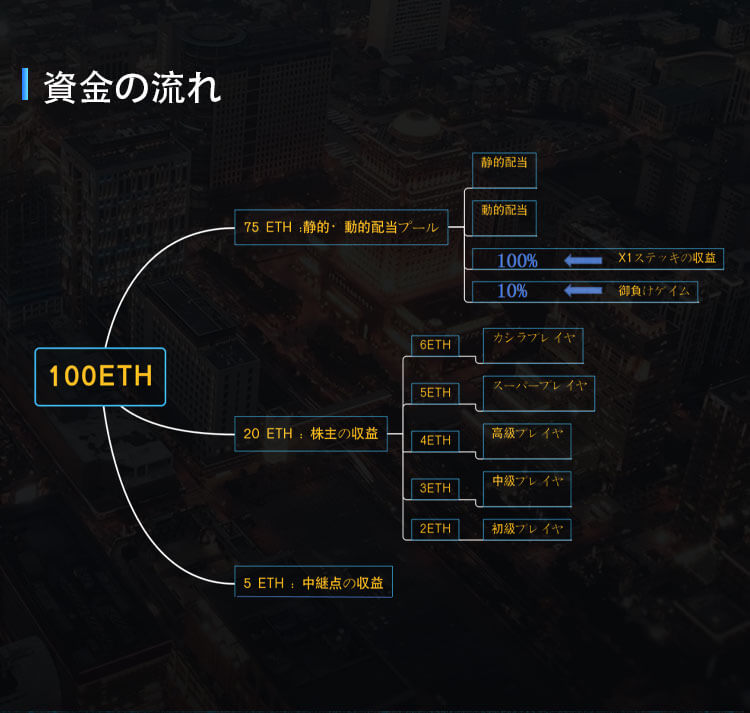 資金の流れ
100ETH
75 ETH :静的· 動的配当プール
静的配当
動的配当
100% X1ステッキの収益
10% 御負けゲイム
20 ETH : 株主の収益
6ETH カシラプレイヤ
5ETH スーパープレイヤ
4ETH 高級プレイヤ
3ETH 中級プレイヤ
2ETH 初級プレイヤ
5 ETH : 中継点の収益